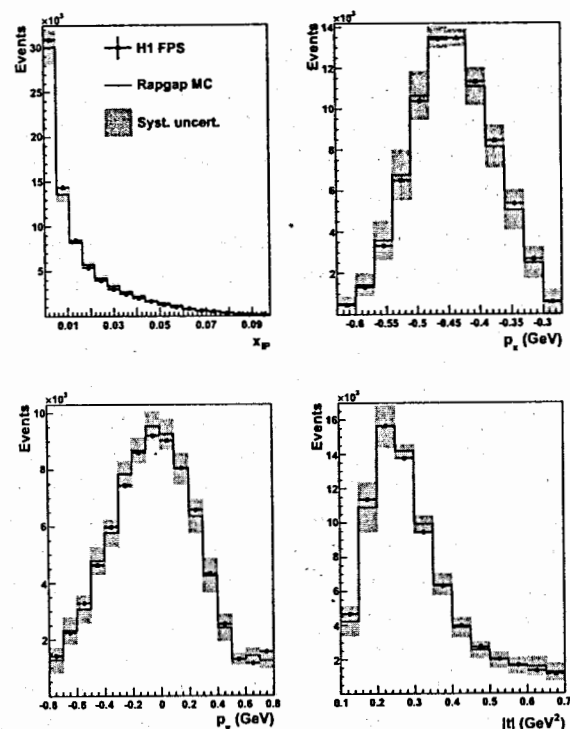 ×10³
Events
30
25
20
15
10
5
H1 FPS
Rapgap MC
Syst. uncert.
0.01 0.03 0.05 0.07 0.09
x_IP
×10³
Events
14
12
10
8
6
4
2
-0.6 -0.55 -0.5 -0.45 -0.4 -0.35 -0.3
p_x (GeV)
×10³
Events
10
8
6
4
2
-0.8 -0.6 -0.4 -0.2 0 0.2 0.4 0.6 0.8
(GeV)
×10³
Events
16
14
12
10
8
6
4
2
0.1 0.2 0.3 0.4 0.5 0.6 0.7
|t| (GeV²)